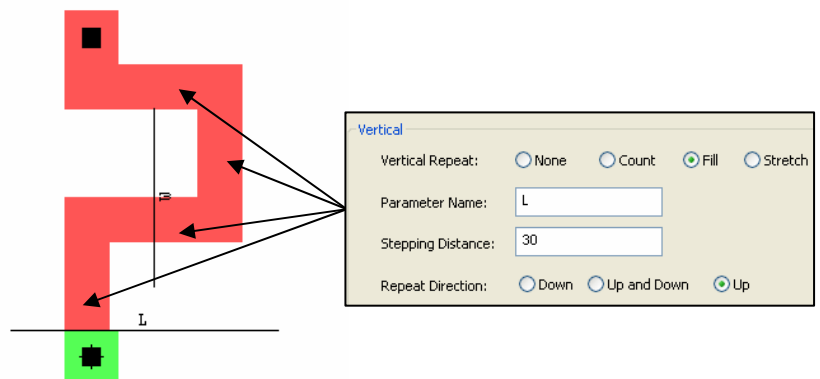 Vertical
Vertical Repeat: None Count Fill Stretch
W
Parameter Name: L
Stepping Distance: 30
Repeat Direction: Down Up and Down Up
L